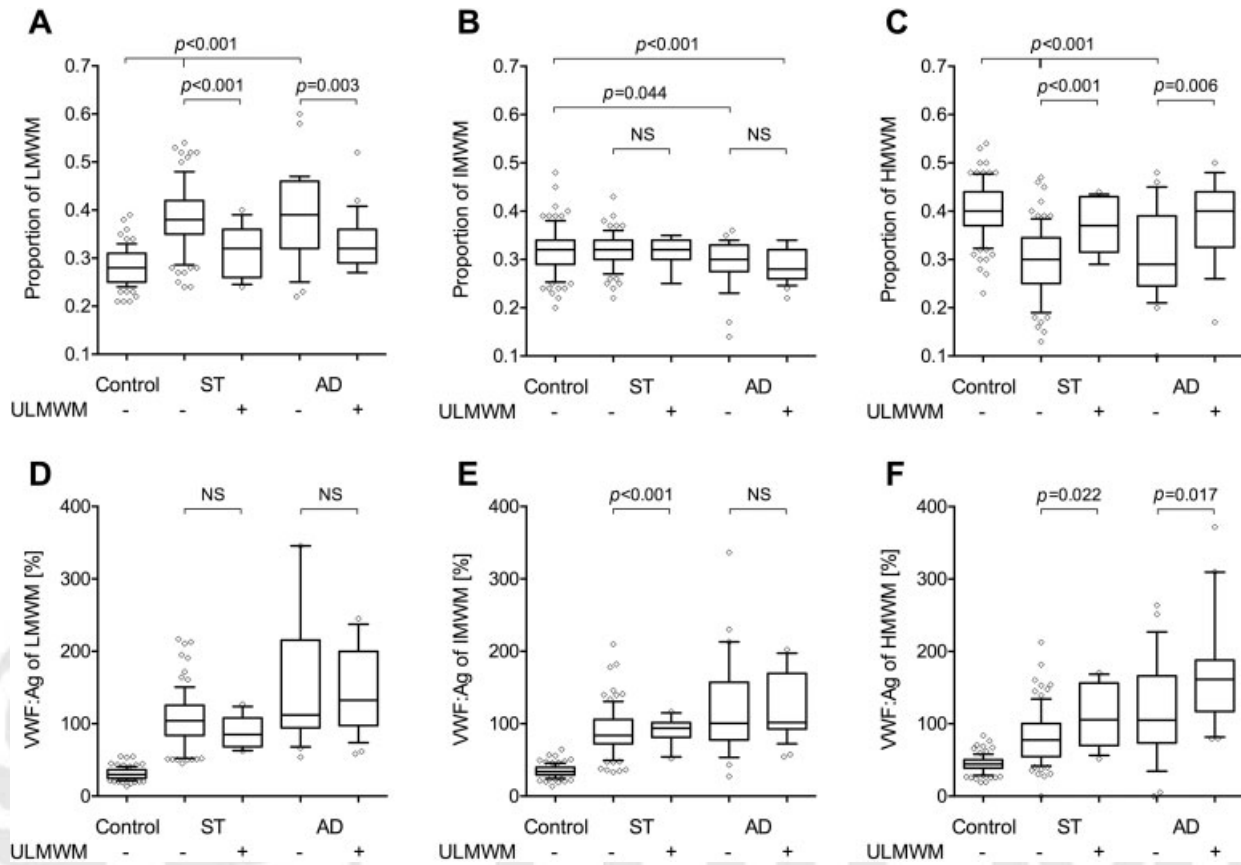 A B C
p<0.001 p<0.001 p<0.001
p<0.001 p=0.003 p=0.044 p<0.001 p=0.006
NS NS
Proportion of LMWM
0.7
0.6
0.5
0.4
0.3
0.2
0.1
Proportion of IMWM
0.7
0.6
0.5
0.4
0.3
0.2
0.1
Proportion of HMWM
0.7
0.6
0.5
0.4
0.3
0.2
0.1
Control ST AD Control ST AD Control ST AD
ULMWM - - + - + ULMWM - - + - + ULMWM - - + - +
D E F
NS NS p<0.001 NS p=0.022 p=0.017
VWF:Ag of LMWM [%]
400
300
200
100
0
VWF:Ag of IMWM [%]
400
300
200
100
0
VWF:Ag of HMWM [%]
400
300
200
100
0
Control ST AD Control ST AD Control ST AD
ULMWM - - + - + ULMWM - - + - + ULMWM - - + - +